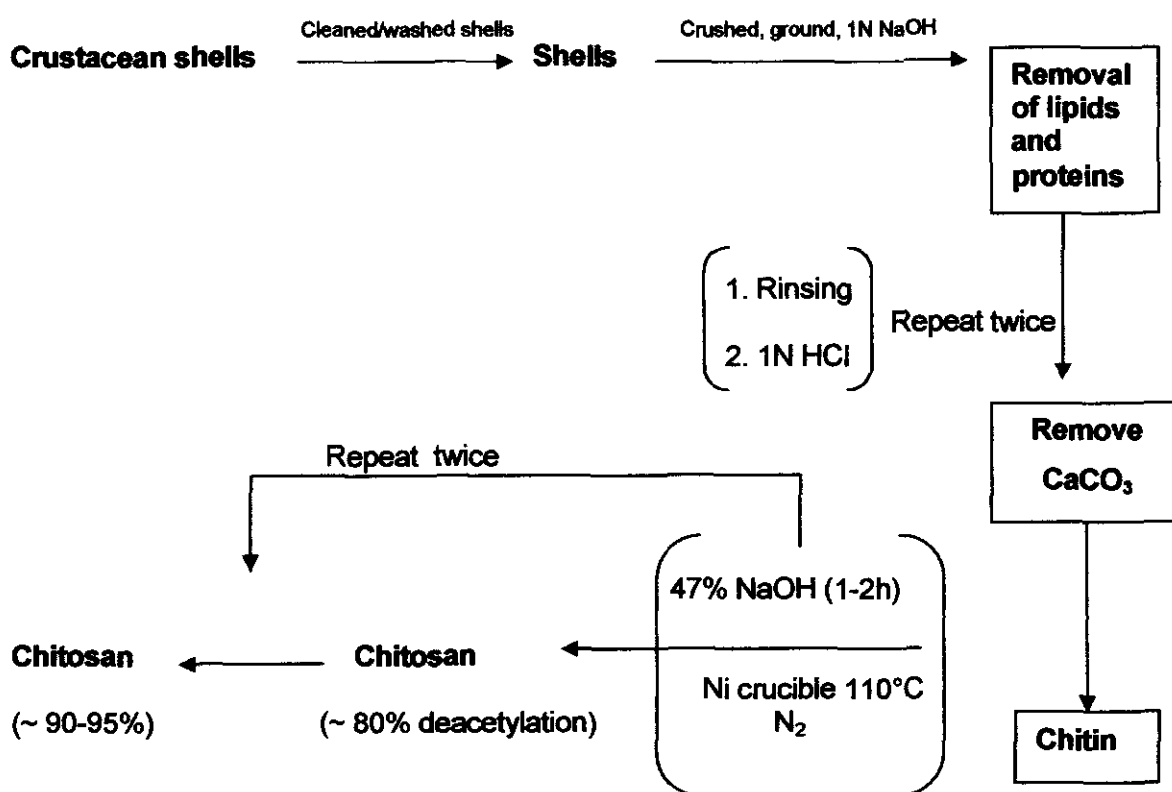 Cleaned/washed shells
Crushed, ground, 1N NaOH
Crustacean shells
Shells
Removal
of lipids
and
proteins
1. Rinsing
2. 1N HCl
Repeat twice
Remove
CaCO₃
Repeat twice
47% NaOH (1-2h)
Chitosan
Chitosan
Ni crucible 110°C
N₂
(~ 90-95%)
(~ 80% deacetylation)
Chitin